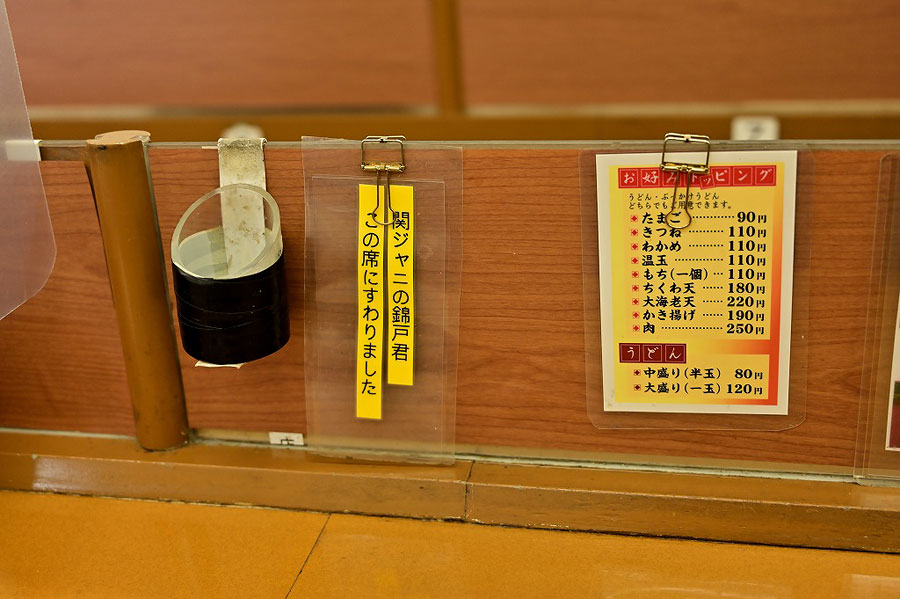 関ジャニの錦戸君
この席にすわりました
お好みトッピング
うどん・ぶっかけうどん
どちらでもご用意できます。
たまご 90円
きつね 110円
わかめ 110円
温玉 110円
もち(一個) 110円
ちくわ天 180円
大海老天 220円
かき揚げ 190円
肉 250円
うどん
中盛り(半玉) 80円
大盛り(一玉) 120円